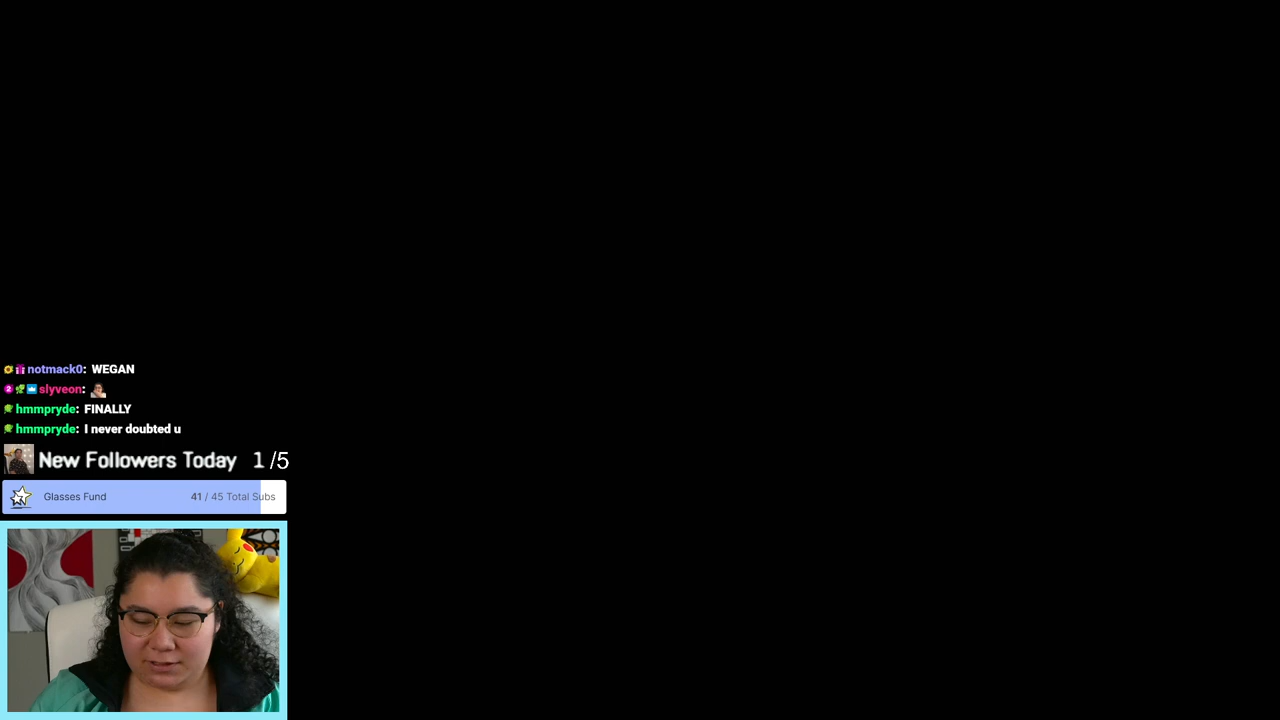 notmack0: WEGAN
slyveon:
hmmpryde: FINALLY
hmmpryde: I never doubted u
New Followers Today 1 /5
Glasses Fund 41 / 45 Total Subs